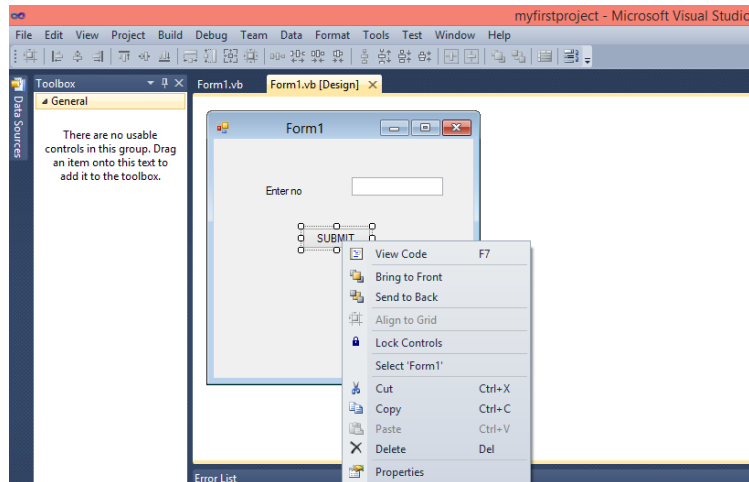 myfirstproject - Microsoft Visual Studio
File Edit View Project Build Debug Team Data Format Tools Test Window Help
Data Sources
Toolbox
General
There are no usable
controls in this group. Drag
an item onto this text to
add it to the toolbox.
Form1.vb Form1.vb [Design]
Form1
Enter no
SUBMIT
View Code F7
Bring to Front
Send to Back
Align to Grid
Lock Controls
Select 'Form1'
Cut Ctrl+X
Copy Ctrl+C
Paste Ctrl+V
Delete Del
Properties
Error List